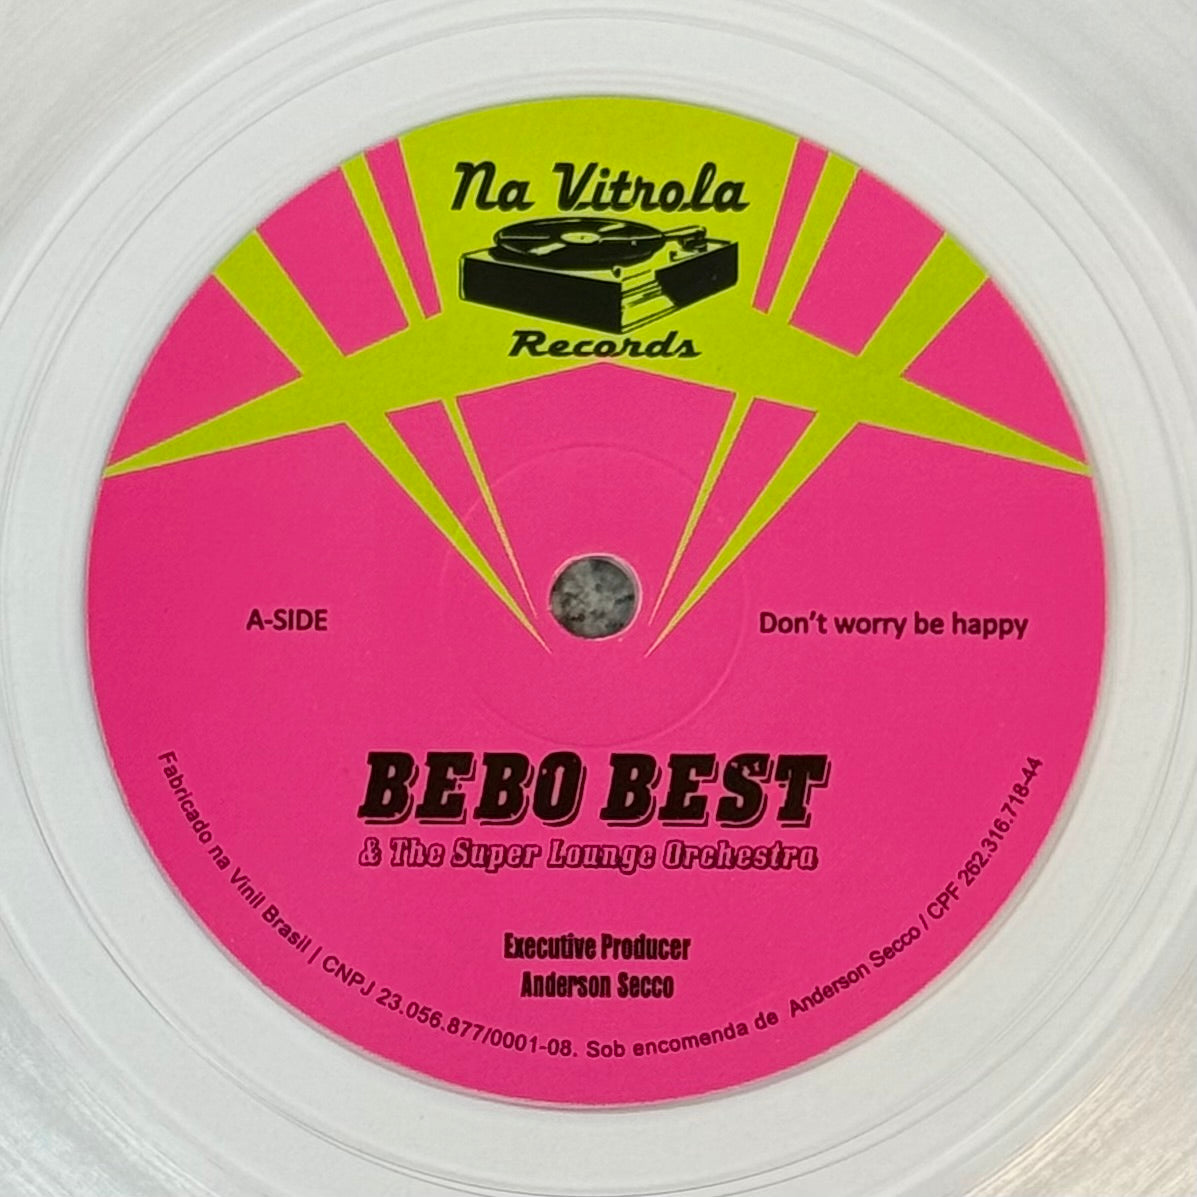 Na Vitrola
Records
A-SIDE
Don't worry be happy
BEBO BEST
& The Super Lounge Orchestra
Executive Producer
Anderson Secco
Fabricado na Vinil Brasil | CNPJ 23.056.877/0001-08. Sob encomenda de Anderson Secco / CPF 262.316.718-44